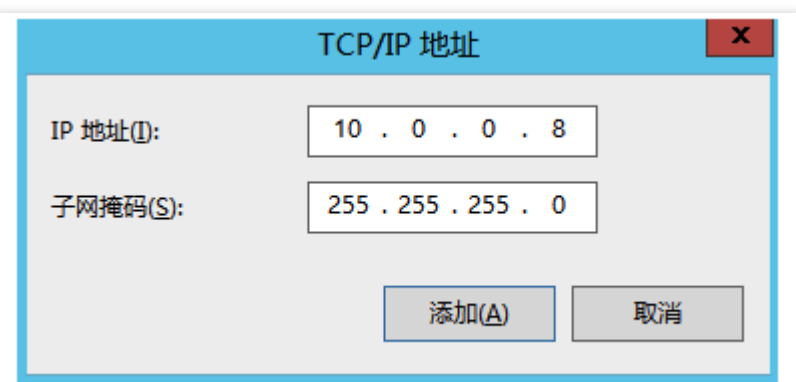 TCP/IP 地址
x
IP 地址(I): 10 . 0 . 0 . 8
子网掩码(S): 255 . 255 . 255 . 0
添加(A) 取消